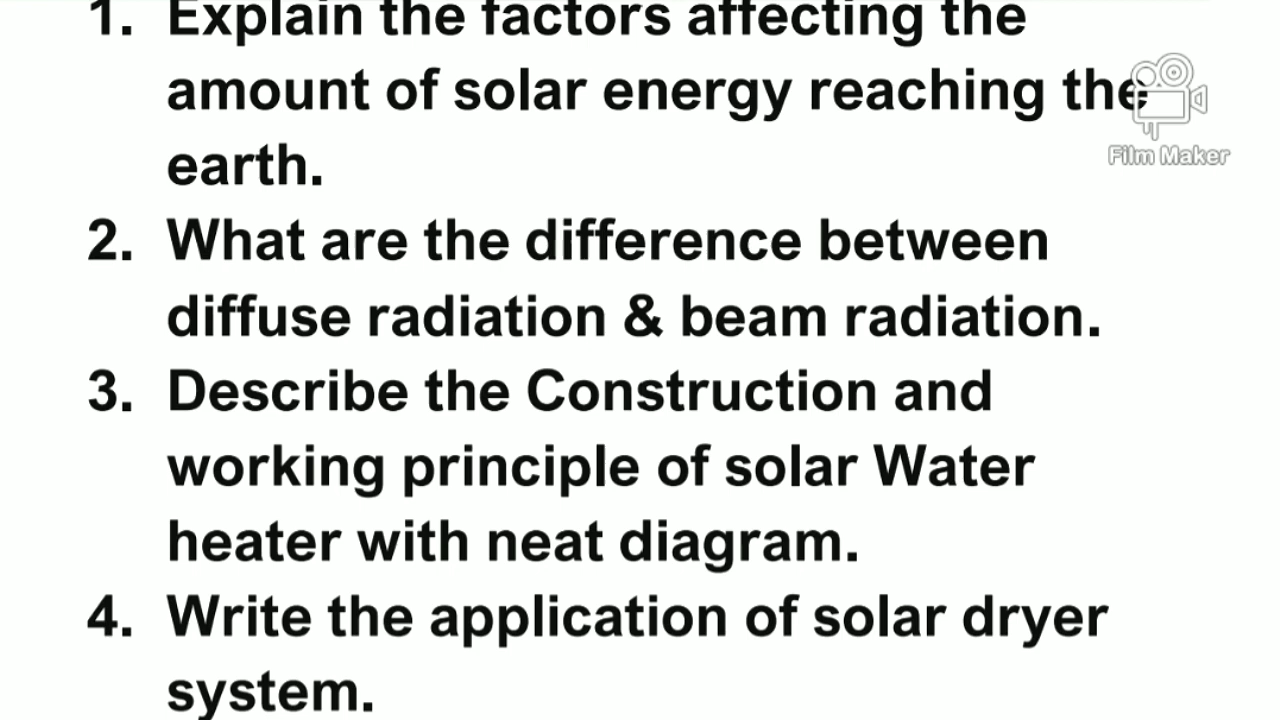 1. Explain the factors affecting the
amount of solar energy reaching the
earth.
2. What are the difference between
diffuse radiation & beam radiation.
3. Describe the Construction and
working principle of solar Water
heater with neat diagram.
4. Write the application of solar dryer
system.
Film Maker